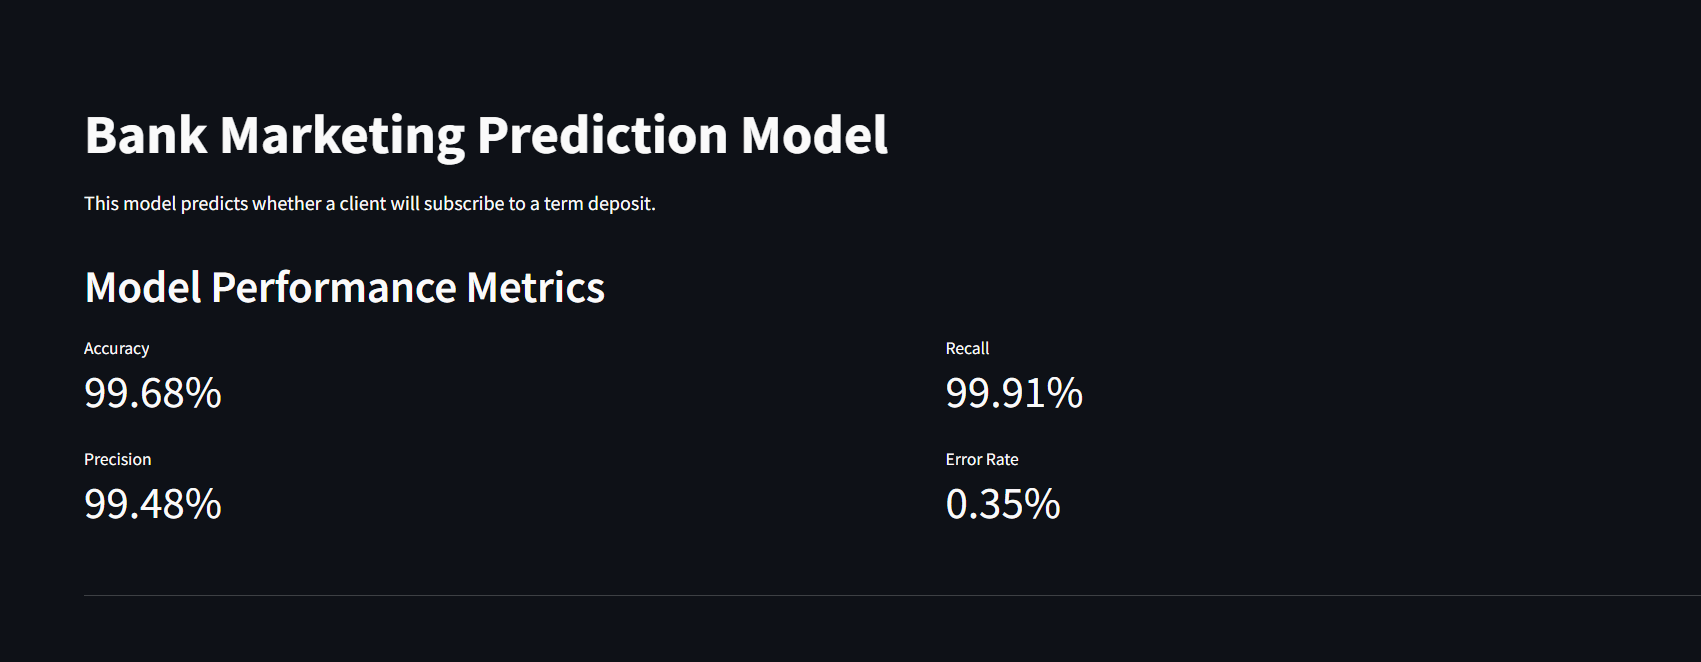 Bank Marketing Prediction Model
This model predicts whether a client will subscribe to a term deposit.
Model Performance Metrics
Accuracy
99.68%
Recall
99.91%
Precision
99.48%
Error Rate
0.35%